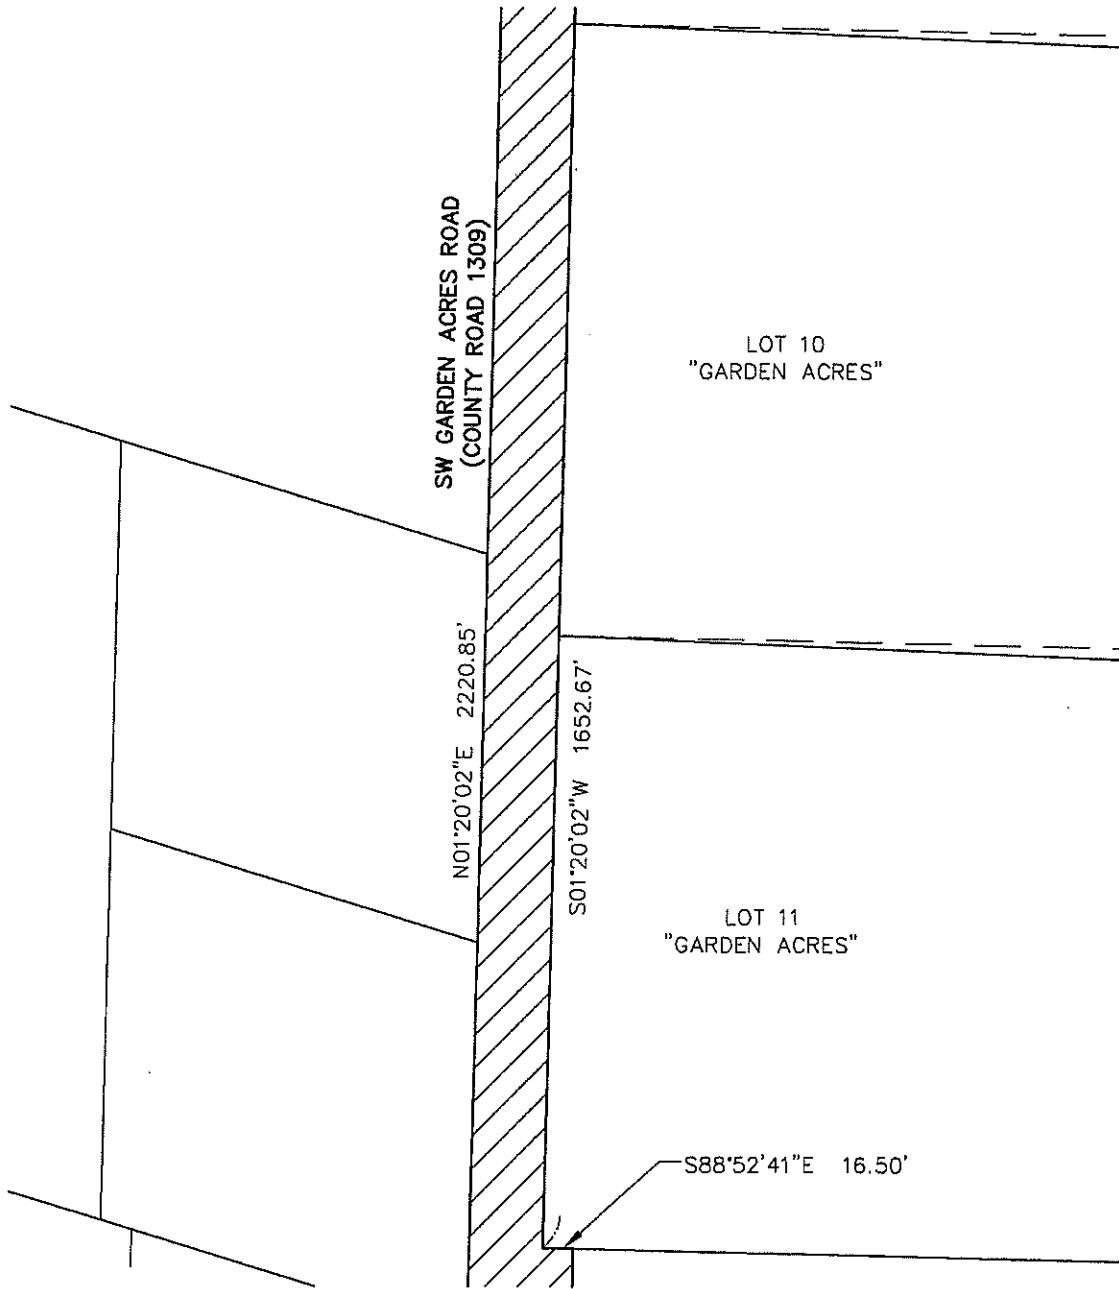 SW GARDEN ACRES ROAD
(COUNTY ROAD 1309)
LOT 10
"GARDEN ACRES"
N01°20'02"E 2220.85'
S01°20'02"W 1652.67'
LOT 11
"GARDEN ACRES"
S88°52'41"E 16.50'